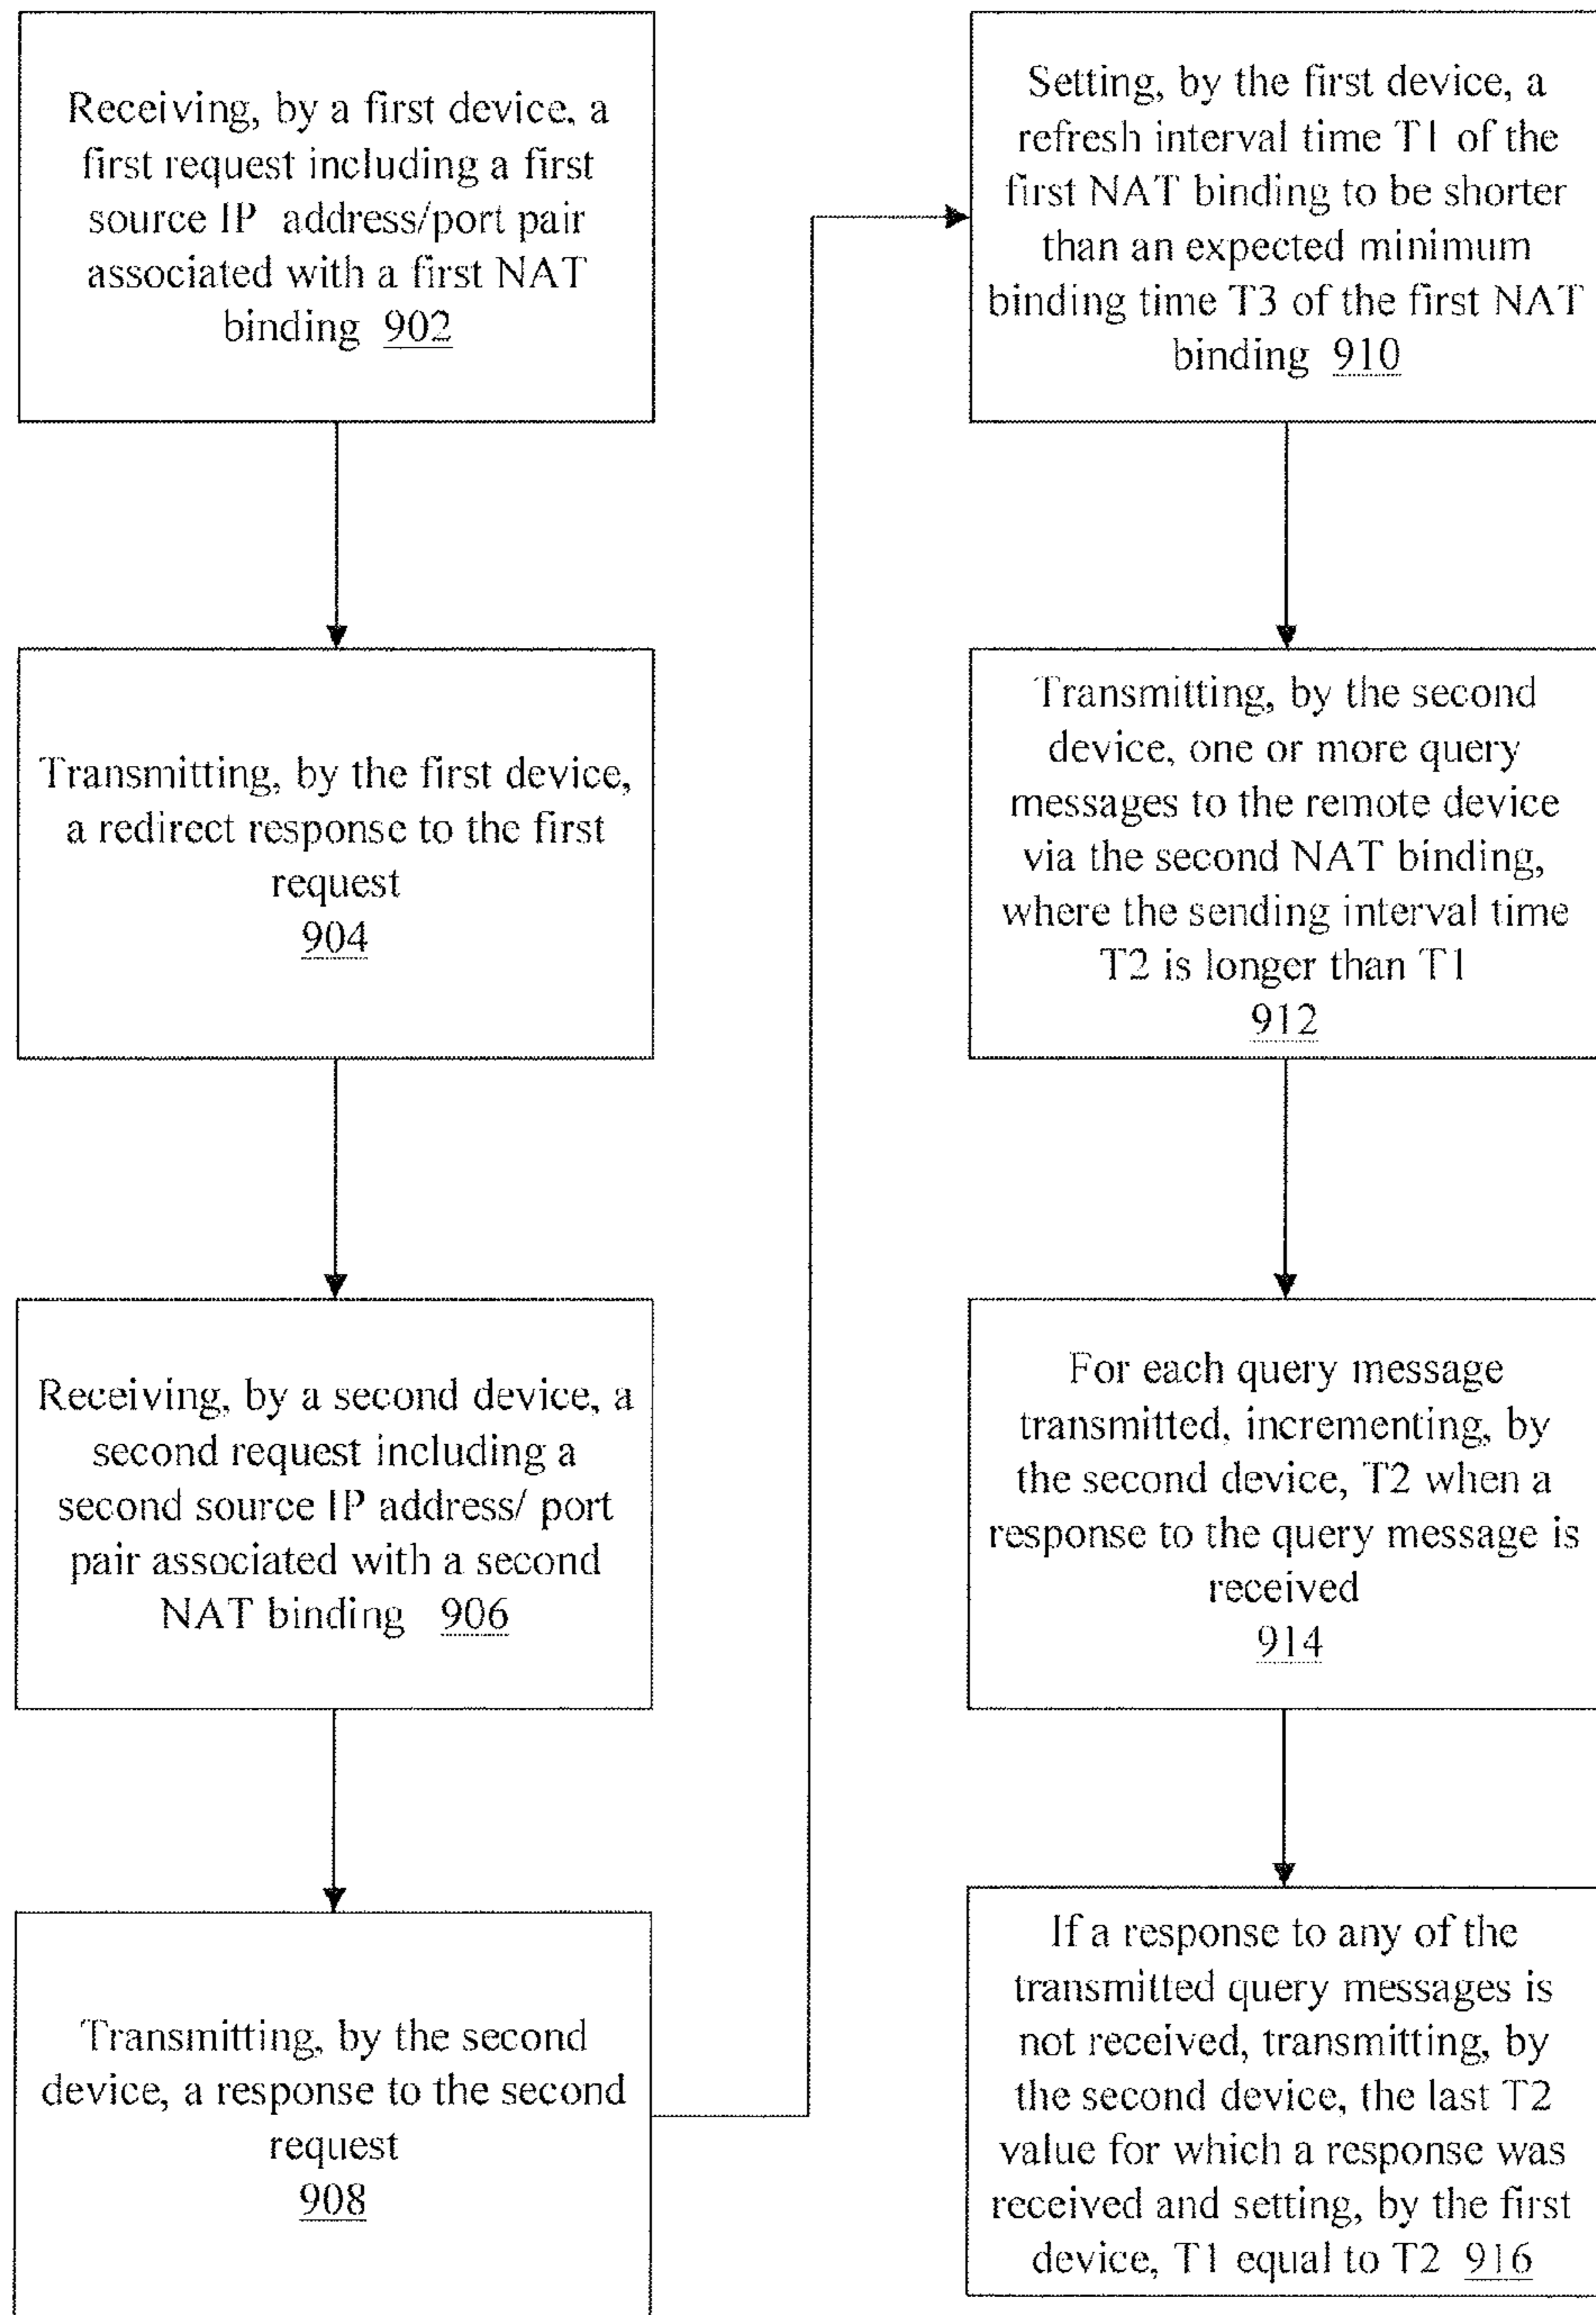 Receiving, by a first device, a
first request including a first
source IP address/port pair
associated with a first NAT
binding 902
Transmitting, by the first device,
a redirect response to the first
request
904
Receiving, by a second device, a
second request including a
second source IP address/ port
pair associated with a second
NAT binding 906
Transmitting, by the second
device, a response to the second
request
908
Setting, by the first device, a
refresh interval time T1 of the
first NAT binding to be shorter
than an expected minimum
binding time T3 of the first NAT
binding 910
Transmitting, by the second
device, one or more query
messages to the remote device
via the second NAT binding,
where the sending interval time
T2 is longer than T1
912
For each query message
transmitted, incrementing, by
the second device, T2 when a
response to the query message is
received
914
If a response to any of the
transmitted query messages is
not received, transmitting, by
the second device, the last T2
value for which a response was
received and setting, by the first
device, T1 equal to T2 916